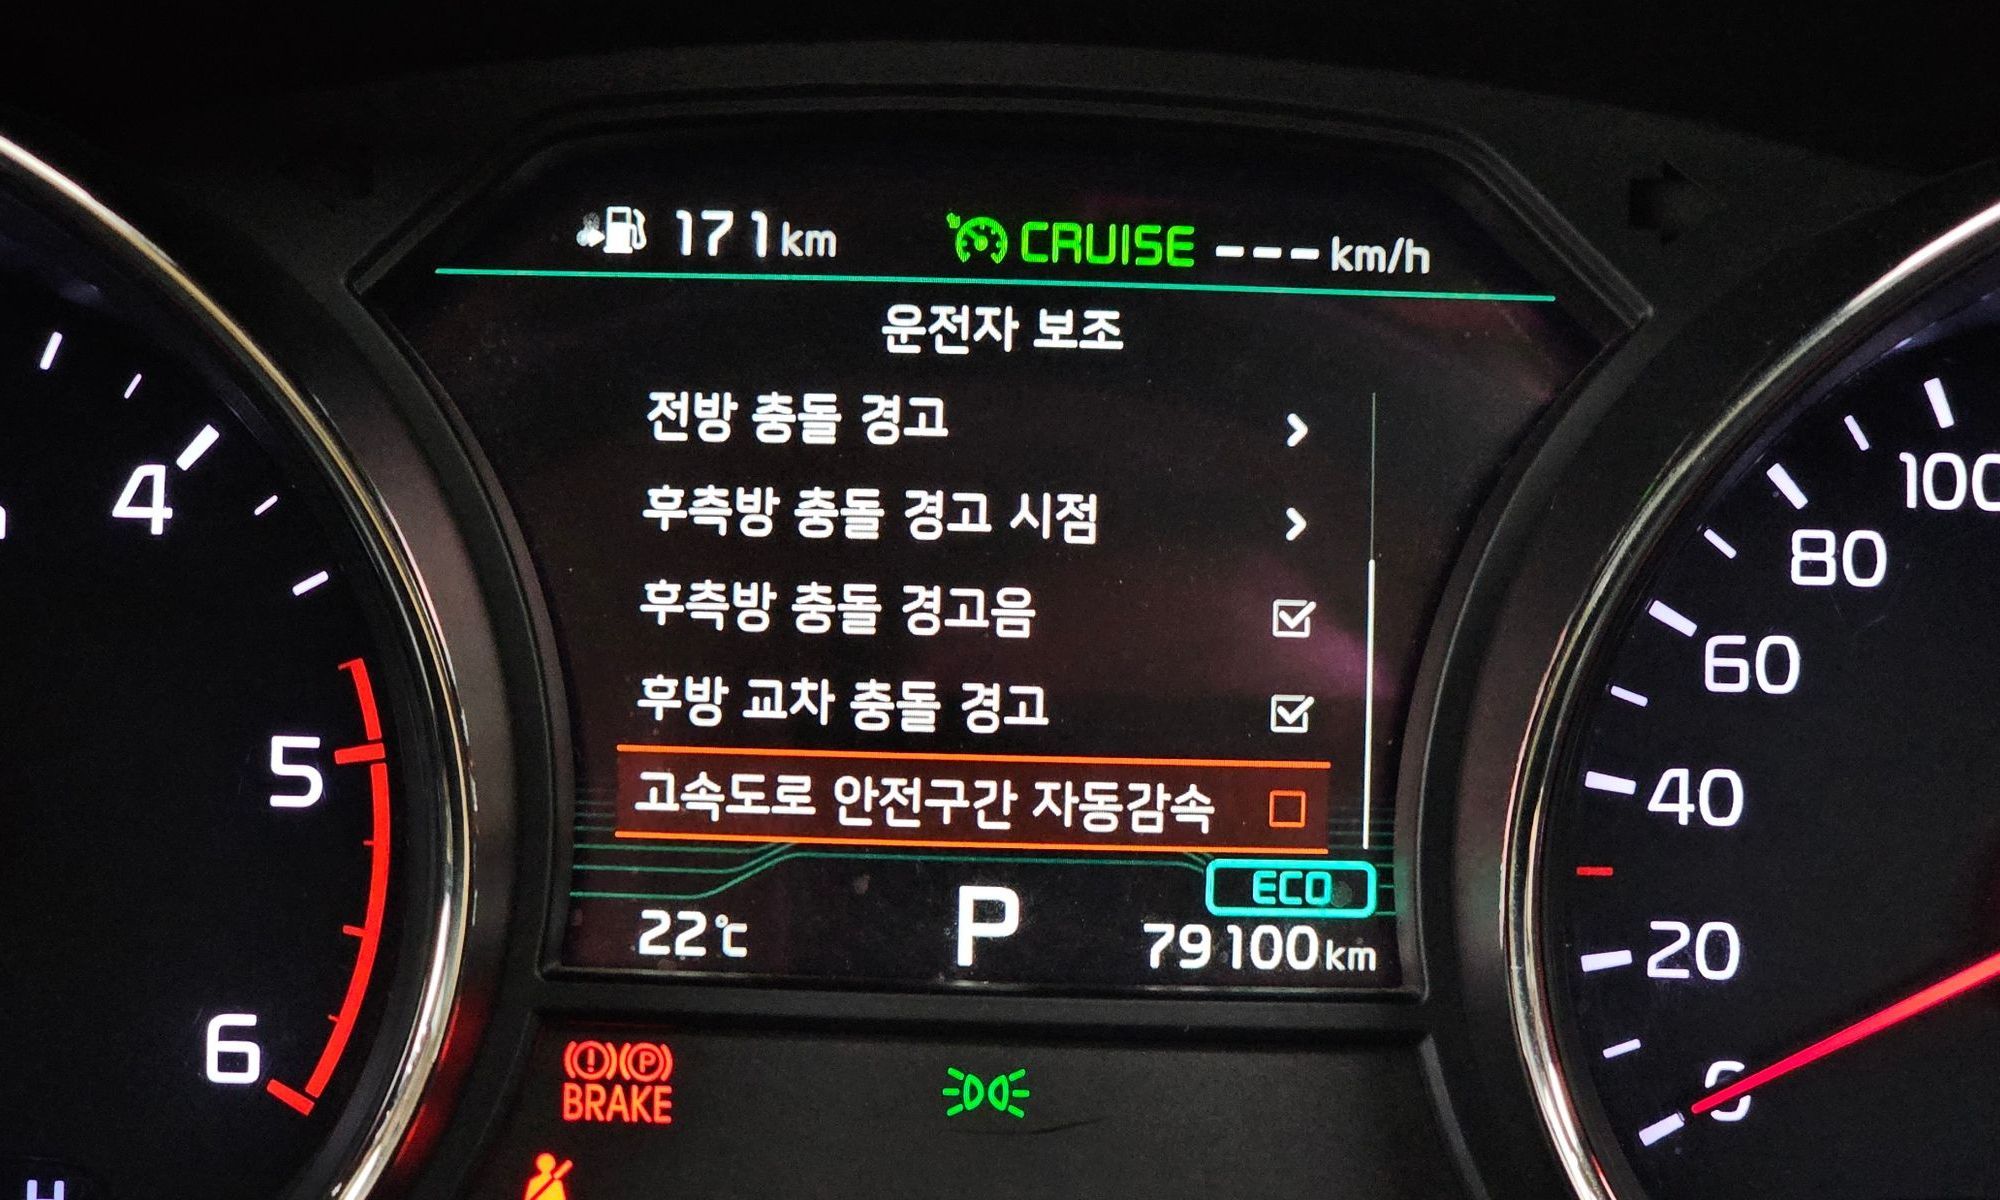 171km CRUISE ---km/h
운전자 보조
전방 충돌 경고
후측방 충돌 경고 시점
후측방 충돌 경고음
후방 교차 충돌 경고
고속도로 안전구간 자동감속
ECO
22℃ P 79100km
4
5
6
100
80
60
40
20
0
BRAKE
H